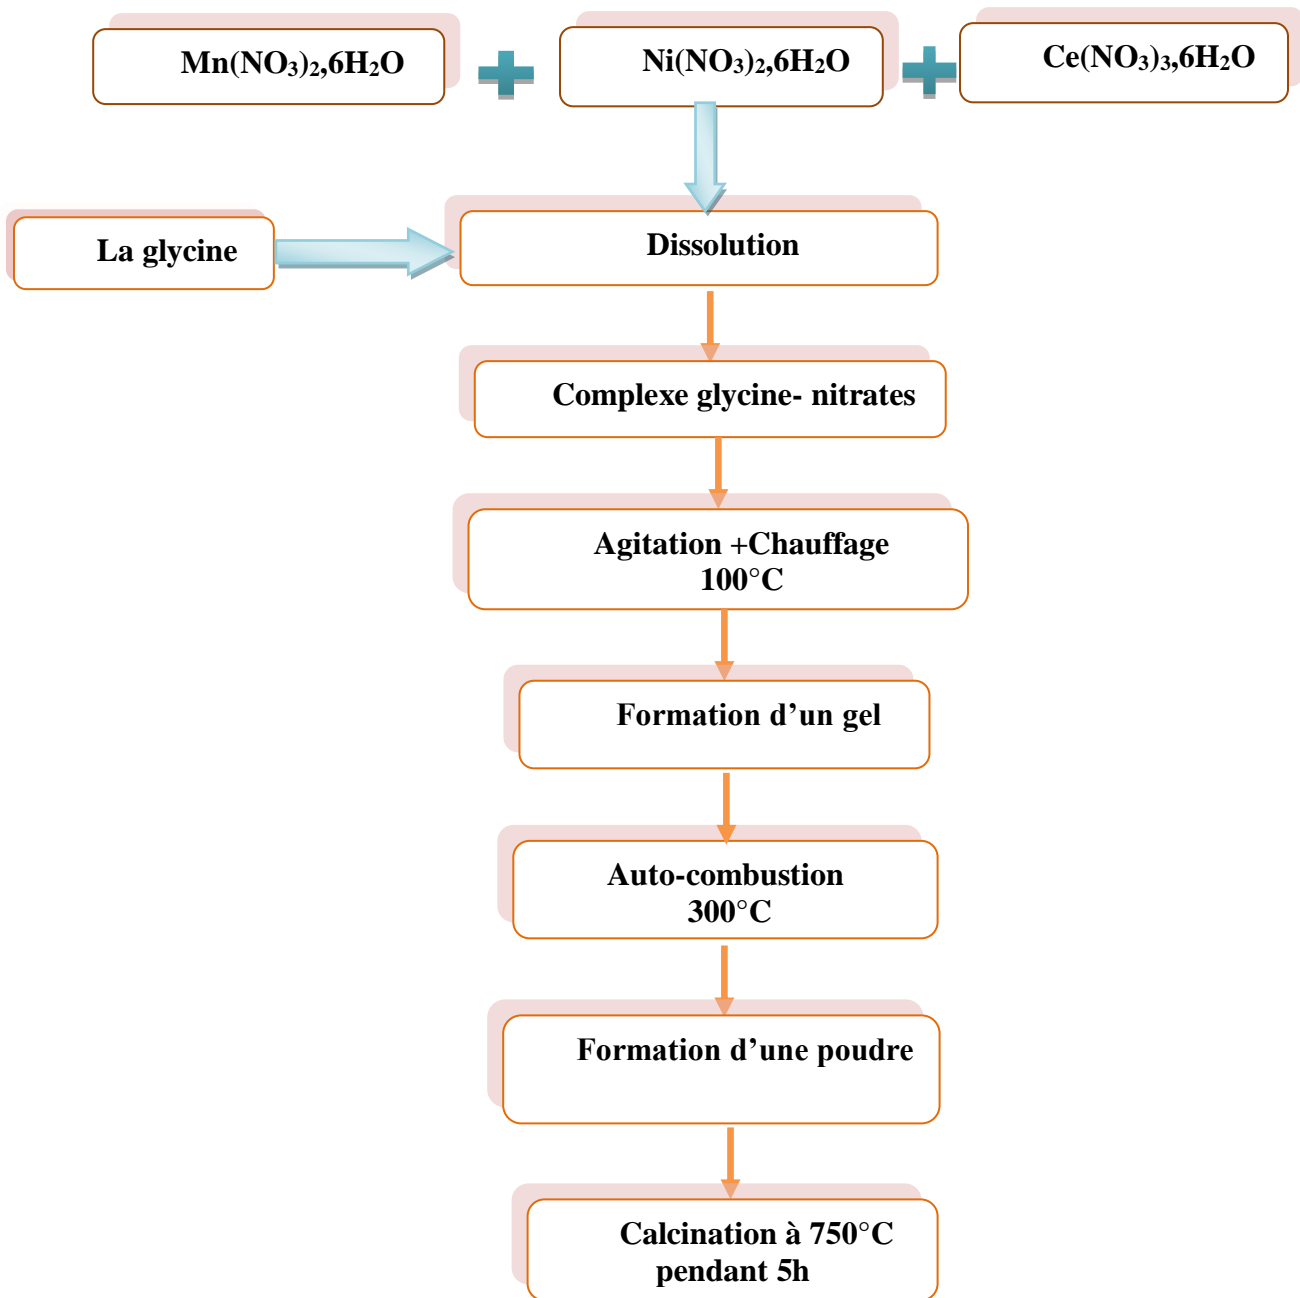 Mn(NO₃)₂,6H₂O
Ni(NO₃)₂,6H₂O
Ce(NO₃)₃,6H₂O
La glycine
Dissolution
Complexe glycine- nitrates
Agitation +Chauffage
100°C
Formation d’un gel
Auto-combustion
300°C
Formation d’une poudre
Calcination à 750°C
pendant 5h